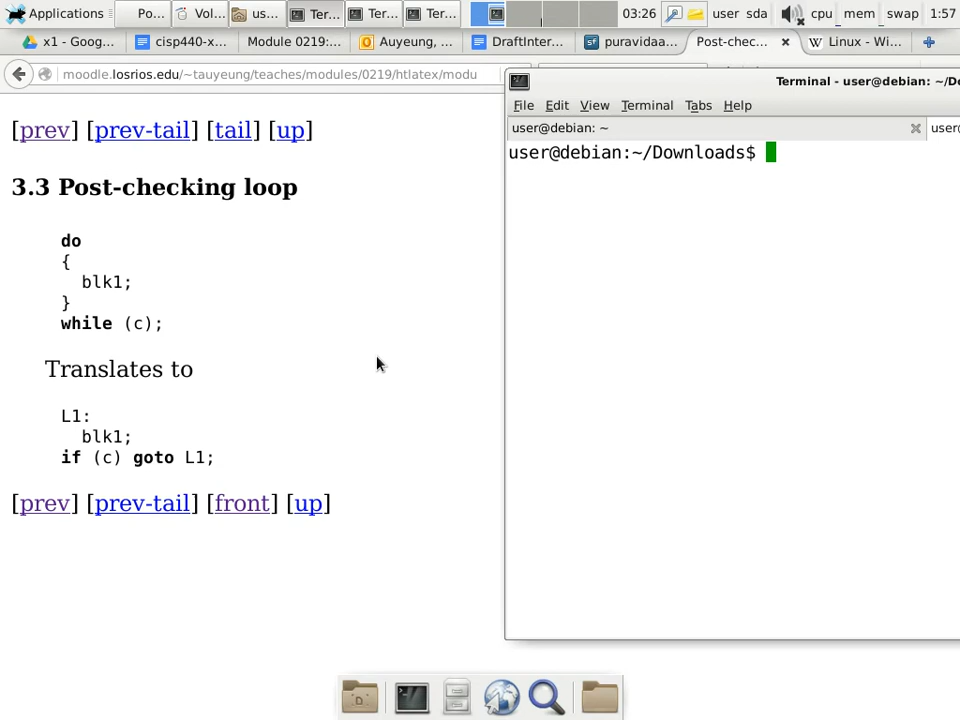 Applications
Po...
Vol...
us...
Ter...
Ter...
Ter...
03:26
user
sda
cpu
mem
swap
1:57
x1 - Goog...
cisp440-x...
Module 0219:...
Auyeung, ...
DraftInter...
puravidaa...
Post-chec...
Linux - Wi...
moodle.losrios.edu/~tauyeung/teaches/modules/0219/htlatex/modu
[prev] [prev-tail] [tail] [up]
3.3 Post-checking loop
do
{
blk1;
}
while (c);
Translates to
L1:
blk1;
if (c) goto L1;
[prev] [prev-tail] [front] [up]
Terminal - user@debian: ~/Do
File Edit View Terminal Tabs Help
user@debian: ~
user@
user@debian:~/Downloads$